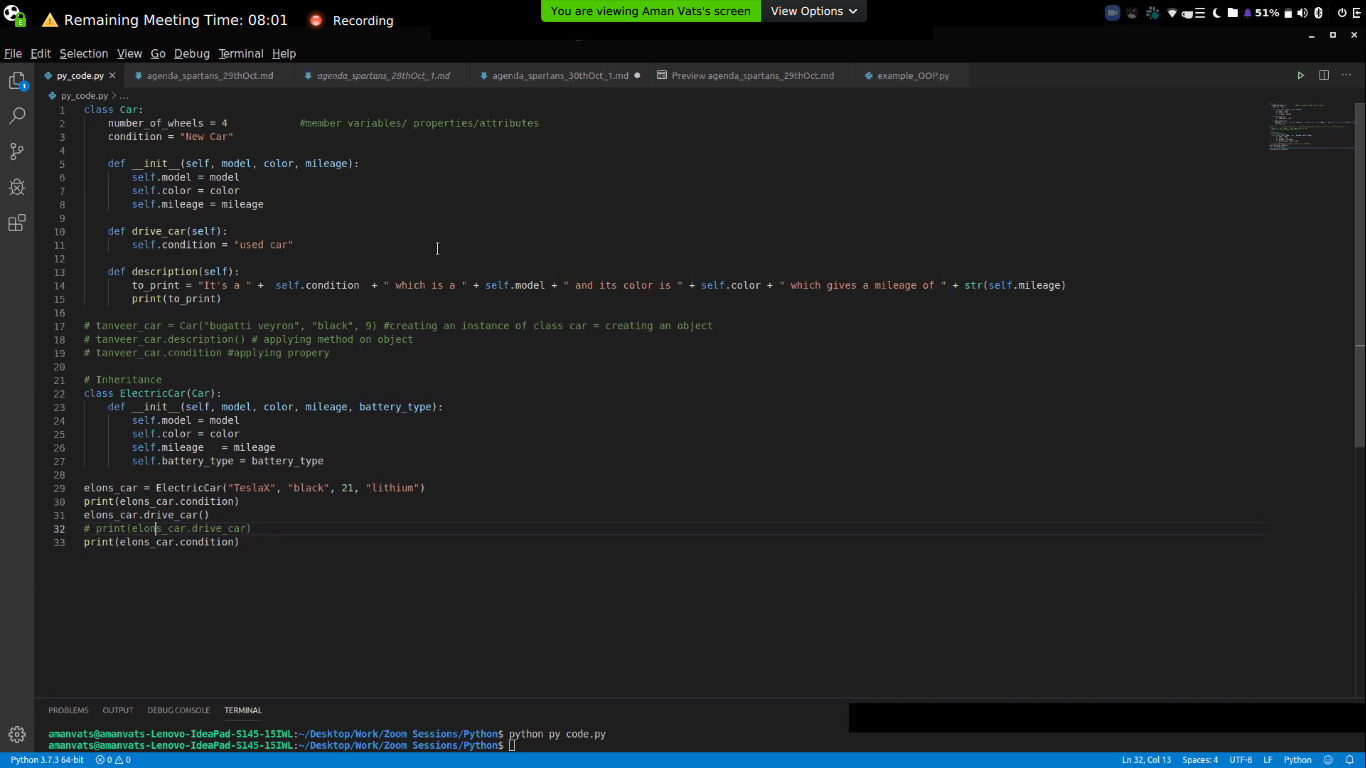 Remaining Meeting Time: 08:01 Recording
You are viewing Aman Vats's screen View Options
51%
File Edit Selection View Go Debug Terminal Help
py_code.py agenda_spartans_29thOct.md agenda_spartans_28thOct_1.md agenda_spartans_30thOct_1.md Preview agenda_spartans_29thOct.md example_OOP.py
py_code.py > ...
1 class Car:
2 number_of_wheels = 4 #member variables/ properties/attributes
3 condition = "New Car"
4
5 def __init__(self, model, color, mileage):
6 self.model = model
7 self.color = color
8 self.mileage = mileage
9
10 def drive_car(self):
11 self.condition = "used car"
12
13 def description(self):
14 to_print = "It's a " + self.condition + " which is a " + self.model + " and its color is " + self.color + " which gives a mileage of " + str(self.mileage)
15 print(to_print)
16
17 # tanveer_car = Car("bugatti veyron", "black", 9) #creating an instance of class car = creating an object
18 # tanveer_car.description() # applying method on object
19 # tanveer_car.condition #applying propery
20
21 # Inheritance
22 class ElectricCar(Car):
23 def __init__(self, model, color, mileage, battery_type):
24 self.model = model
25 self.color = color
26 self.mileage = mileage
27 self.battery_type = battery_type
28
29 elons_car = ElectricCar("TeslaX", "black", 21, "lithium")
30 print(elons_car.condition)
31 elons_car.drive_car()
32 # print(elons_car.drive_car)
33 print(elons_car.condition)
PROBLEMS OUTPUT DEBUG CONSOLE TERMINAL
amanvats@amanvats-Lenovo-IdeaPad-S145-15IWL:~/Desktop/Work/Zoom Sessions/Python$ python py code.py
amanvats@amanvats-Lenovo-IdeaPad-S145-15IWL:~/Desktop/Work/Zoom Sessions/Python$
Python 3.7.3 64-bit 0 0 Ln 32, Col 13 Spaces: 4 UTF-8 LF Python